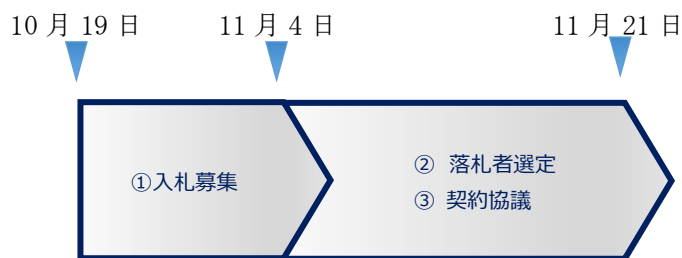 10 月 19 日 11 月 4 日 11 月 21 日
①入札募集
② 落札者選定
③ 契約協議